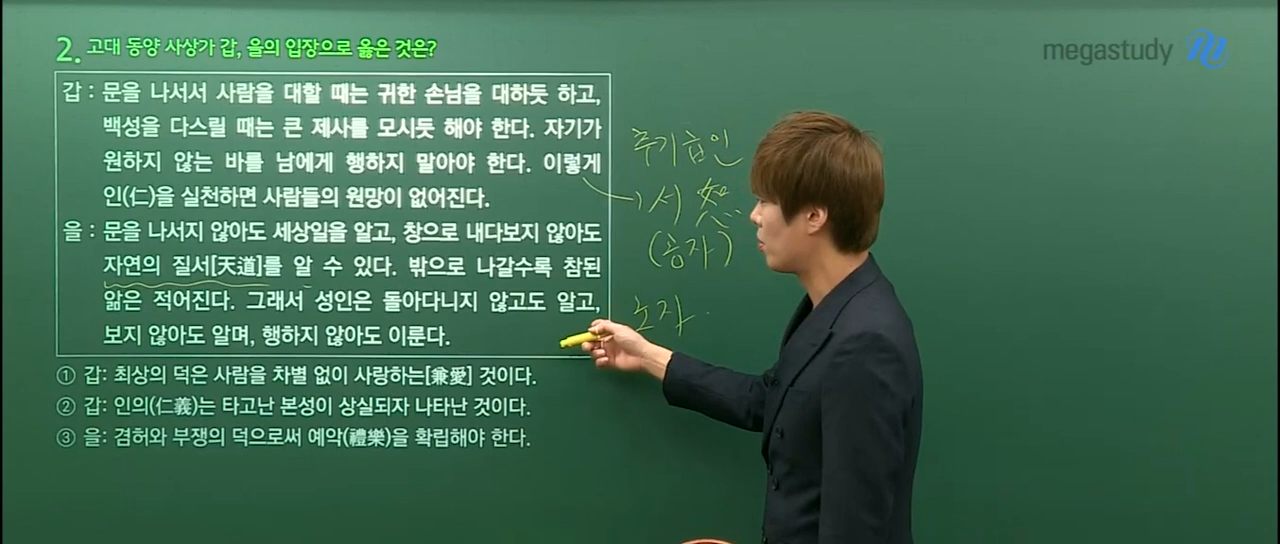 2. 고대 동양 사상가 갑, 을의 입장으로 옳은 것은?
megastudy
갑 : 문을 나서서 사람을 대할 때는 귀한 손님을 대하듯 하고,
백성을 다스릴 때는 큰 제사를 모시듯 해야 한다. 자기가
원하지 않는 바를 남에게 행하지 말아야 한다. 이렇게
인(仁)을 실천하면 사람들의 원망이 없어진다.
을 : 문을 나서지 않아도 세상일을 알고, 창으로 내다보지 않아도
자연의 질서[天道]를 알 수 있다. 밖으로 나갈수록 참된
앎은 적어진다. 그래서 성인은 돌아다니지 않고도 알고,
보지 않아도 알며, 행하지 않아도 이룬다.
추기급인
서 恕
(공자)
노자
① 갑: 최상의 덕은 사람을 차별 없이 사랑하는[兼愛] 것이다.
② 갑: 인의(仁義)는 타고난 본성이 상실되자 나타난 것이다.
③ 을: 겸허와 부쟁의 덕으로써 예악(禮樂)을 확립해야 한다.